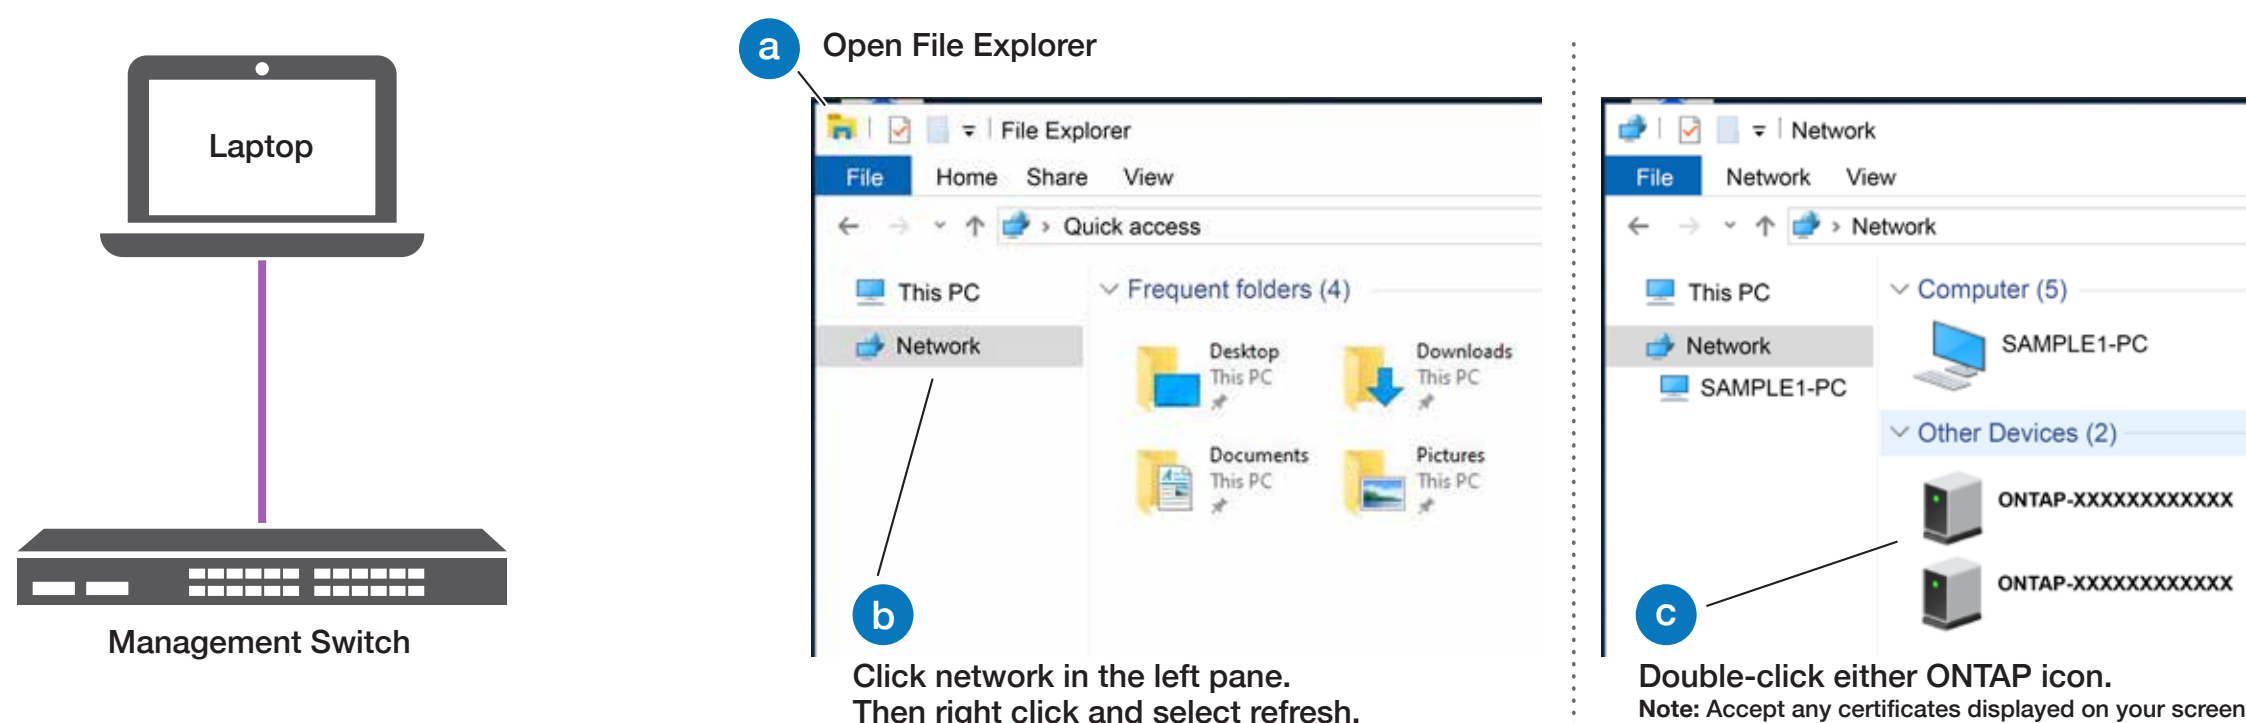 Laptop
Management Switch
a
Open File Explorer
File Explorer
File Home Share View
Quick access
This PC
Network
Frequent folders (4)
Desktop
This PC
Downloads
This PC
Documents
This PC
Pictures
This PC
b
Click network in the left pane.
Then right click and select refresh.
Network
File Network View
Network
This PC
Network
SAMPLE1-PC
Computer (5)
SAMPLE1-PC
Other Devices (2)
ONTAP-XXXXXXXXXXXX
ONTAP-XXXXXXXXXXXX
c
Double-click either ONTAP icon.
Note: Accept any certificates displayed on your screen